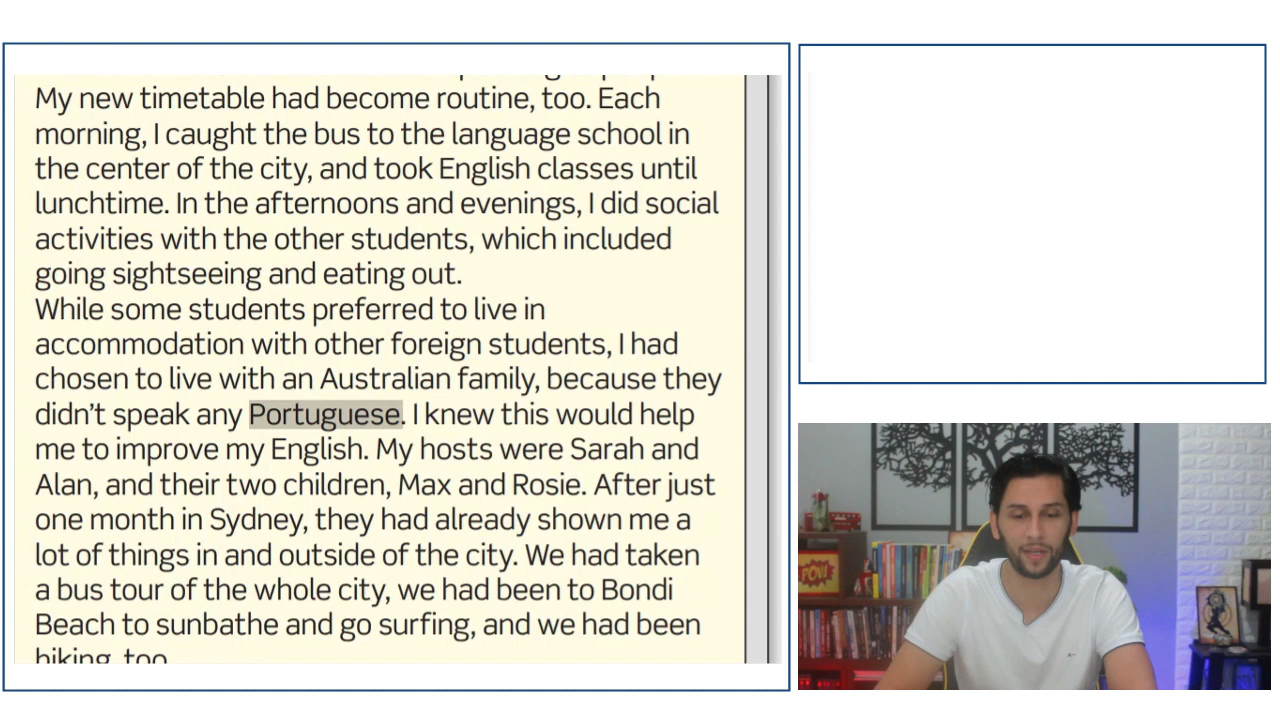 My new timetable had become routine, too. Each
morning, I caught the bus to the language school in
the center of the city, and took English classes until
lunchtime. In the afternoons and evenings, I did social
activities with the other students, which included
going sightseeing and eating out.
While some students preferred to live in
accommodation with other foreign students, I had
chosen to live with an Australian family, because they
didn't speak any Portuguese. I knew this would help
me to improve my English. My hosts were Sarah and
Alan, and their two children, Max and Rosie. After just
one month in Sydney, they had already shown me a
lot of things in and outside of the city. We had taken
a bus tour of the whole city, we had been to Bondi
Beach to sunbathe and go surfing, and we had been
hiking, too
POW!